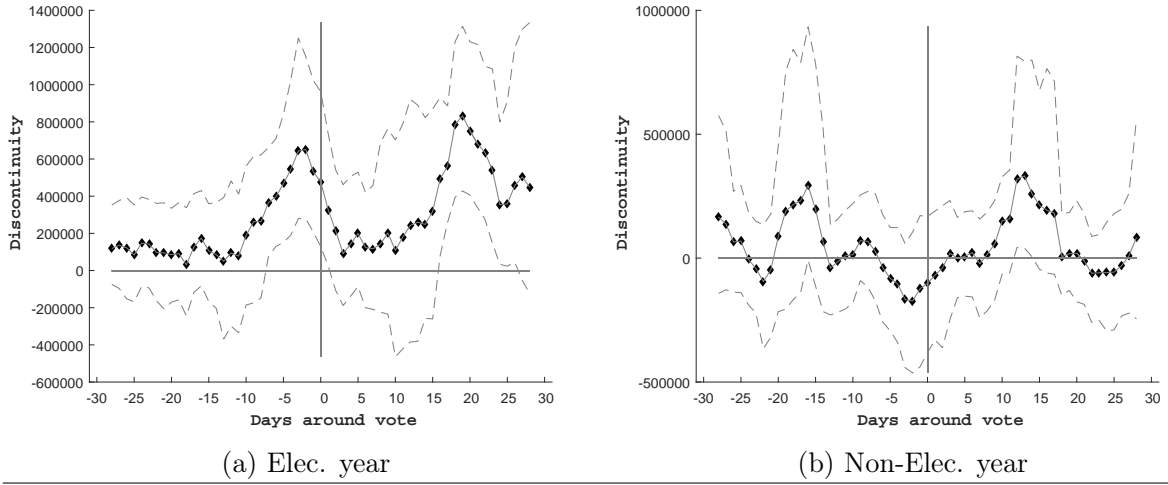 1400000
1200000
1000000
800000
600000
400000
200000
0
-200000
-400000
-600000
Discontinuity
-30 -25 -20 -15 -10 -5 0 5 10 15 20 25 30
Days around vote
(a) Elec. year
1000000
500000
0
-500000
Discontinuity
-30 -25 -20 -15 -10 -5 0 5 10 15 20 25 30
Days around vote
(b) Non-Elec. year